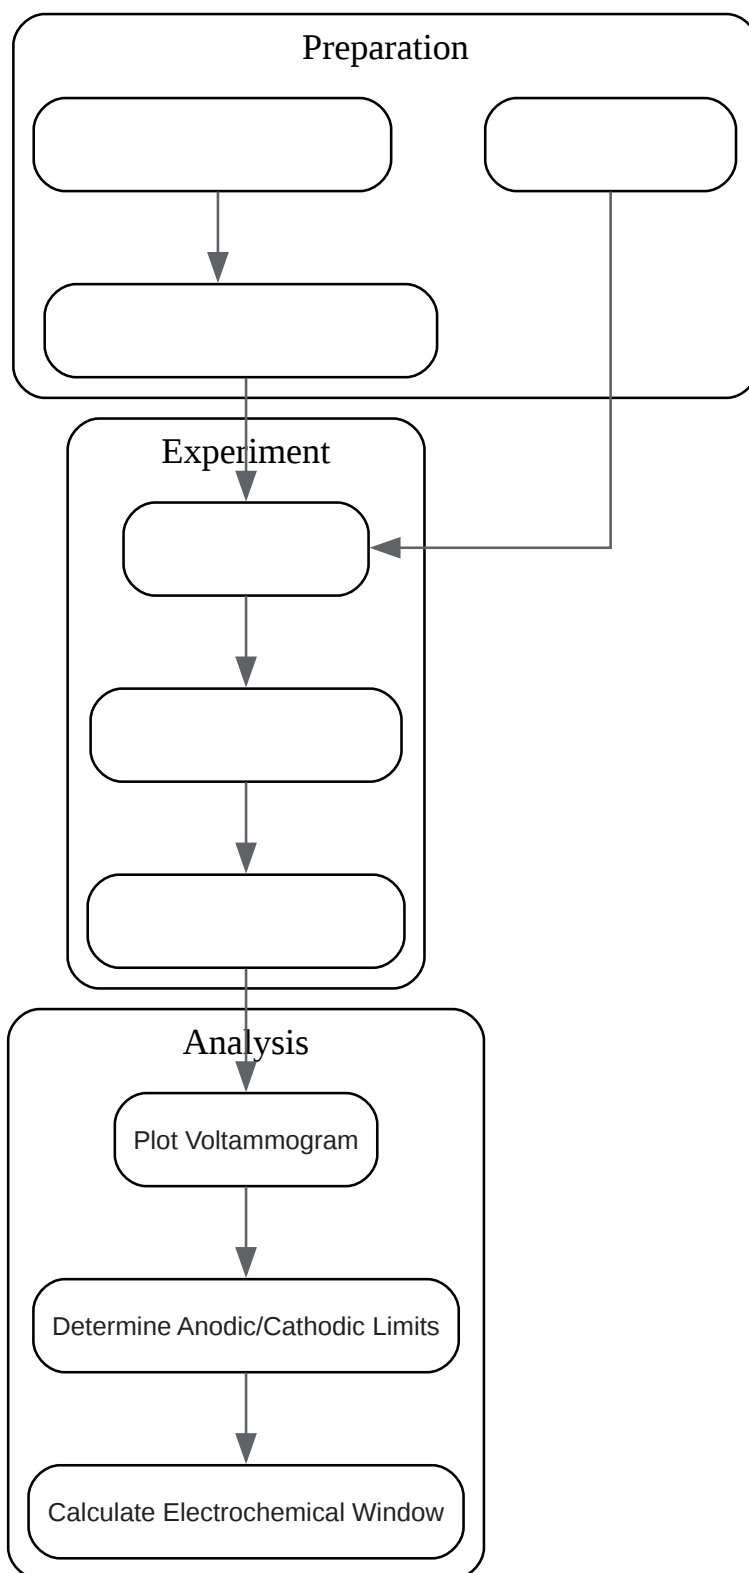 Preparation
Experiment
Analysis
Plot Voltammogram
Determine Anodic/Cathodic Limits
Calculate Electrochemical Window